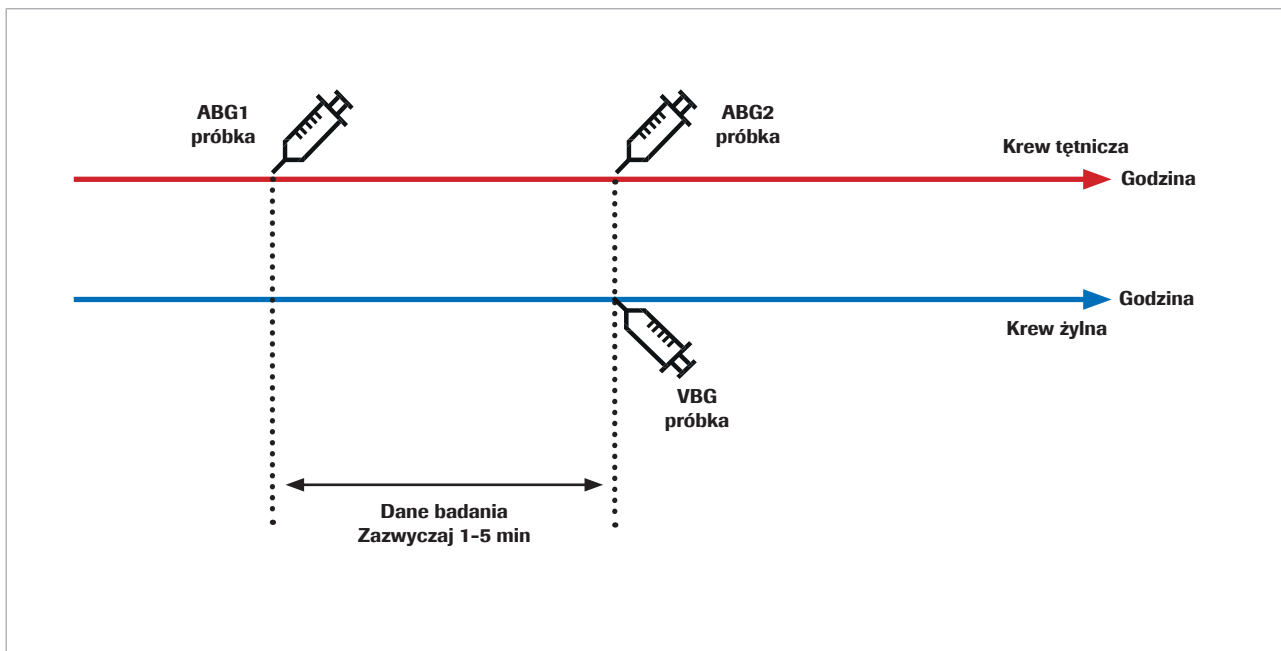 ABG1
próbka
ABG2
próbka
Krew tętnicza
Godzina
Godzina
Krew żylna
VBG
próbka
Dane badania
Zazwyczaj 1-5 min